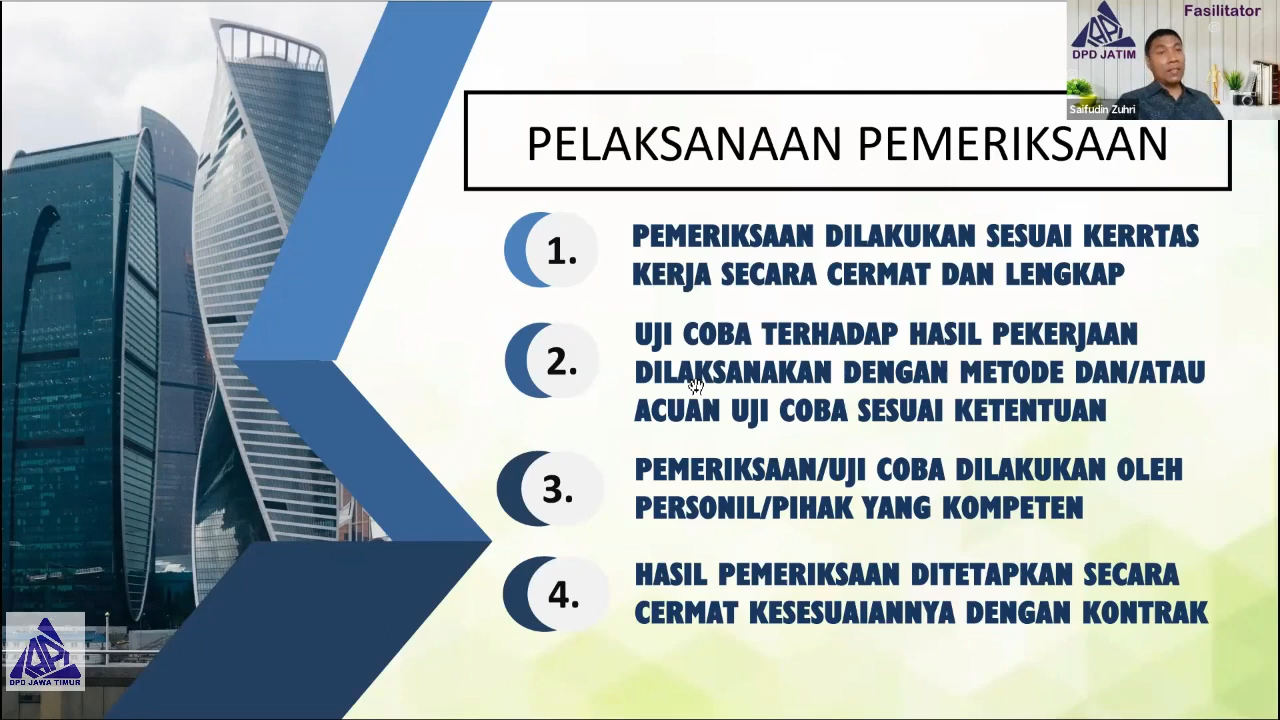 Fasilitator
DPD JATIM
Saifudin Zuhri
PELAKSANAAN PEMERIKSAAN
1.
PEMERIKSAAN DILAKUKAN SESUAI KERRTAS
KERJA SECARA CERMAT DAN LENGKAP
2.
UJI COBA TERHADAP HASIL PEKERJAAN
DILAKSANAKAN DENGAN METODE DAN/ATAU
ACUAN UJI COBA SESUAI KETENTUAN
3.
PEMERIKSAAN/UJI COBA DILAKUKAN OLEH
PERSONIL/PIHAK YANG KOMPETEN
4.
HASIL PEMERIKSAAN DITETAPKAN SECARA
CERMAT KESESUAIANNYA DENGAN KONTRAK
DPD JAWA TIMUR